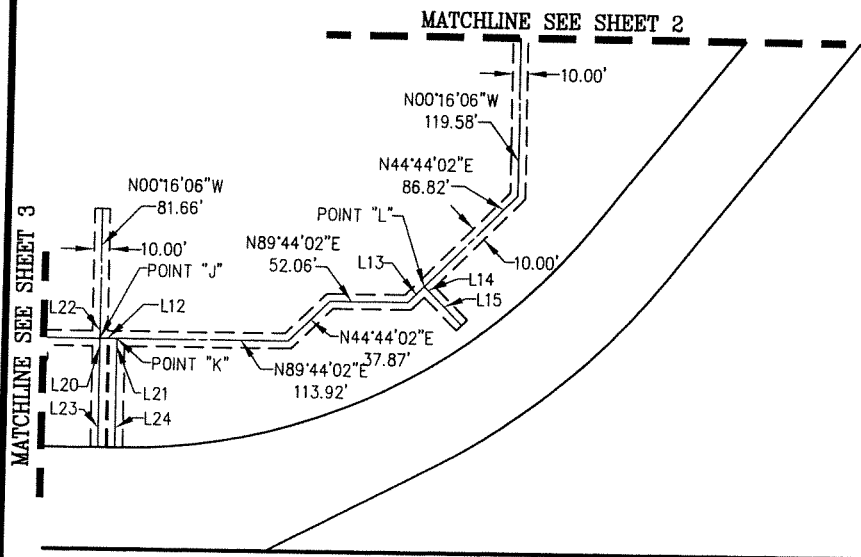 MATCHLINE SEE SHEET 2
10.00'
N00°16'06"W
119.58'
N44°44'02"E
86.82'
N00°16'06"W
81.66'
POINT "L"
10.00'
N89°44'02"E
52.06'
L13
10.00'
POINT "J"
L14
L15
L22
L12
N44°44'02"E
37.87'
POINT "K"
N89°44'02"E
113.92'
L20
L21
L23
L24
MATCHLINE SEE SHEET 3